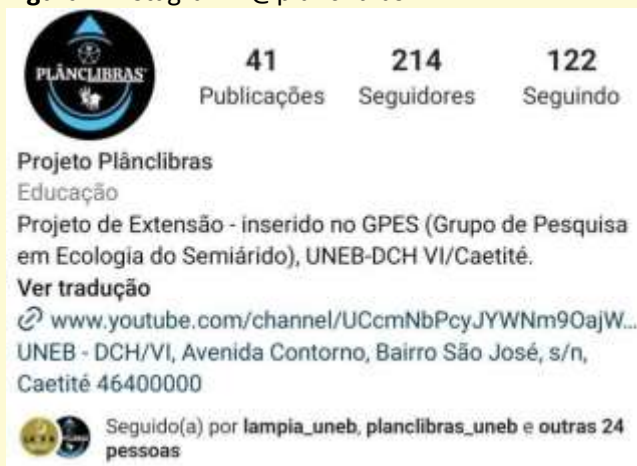 PLÂNCLIBRAS
41 214 122
Publicações Seguidores Seguindo
Projeto Plânclibras
Educação
Projeto de Extensão - inserido no GPES (Grupo de Pesquisa
em Ecologia do Semiárido), UNEB-DCH VI/Caetité.
Ver tradução
www.youtube.com/channel/UCcmNbPcyJYWNm9OajW...
UNEB - DCH/VI, Avenida Contorno, Bairro São José, s/n,
Caetité 46400000
Seguido(a) por lampia_uneb, planclibras_uneb e outras 24
pessoas